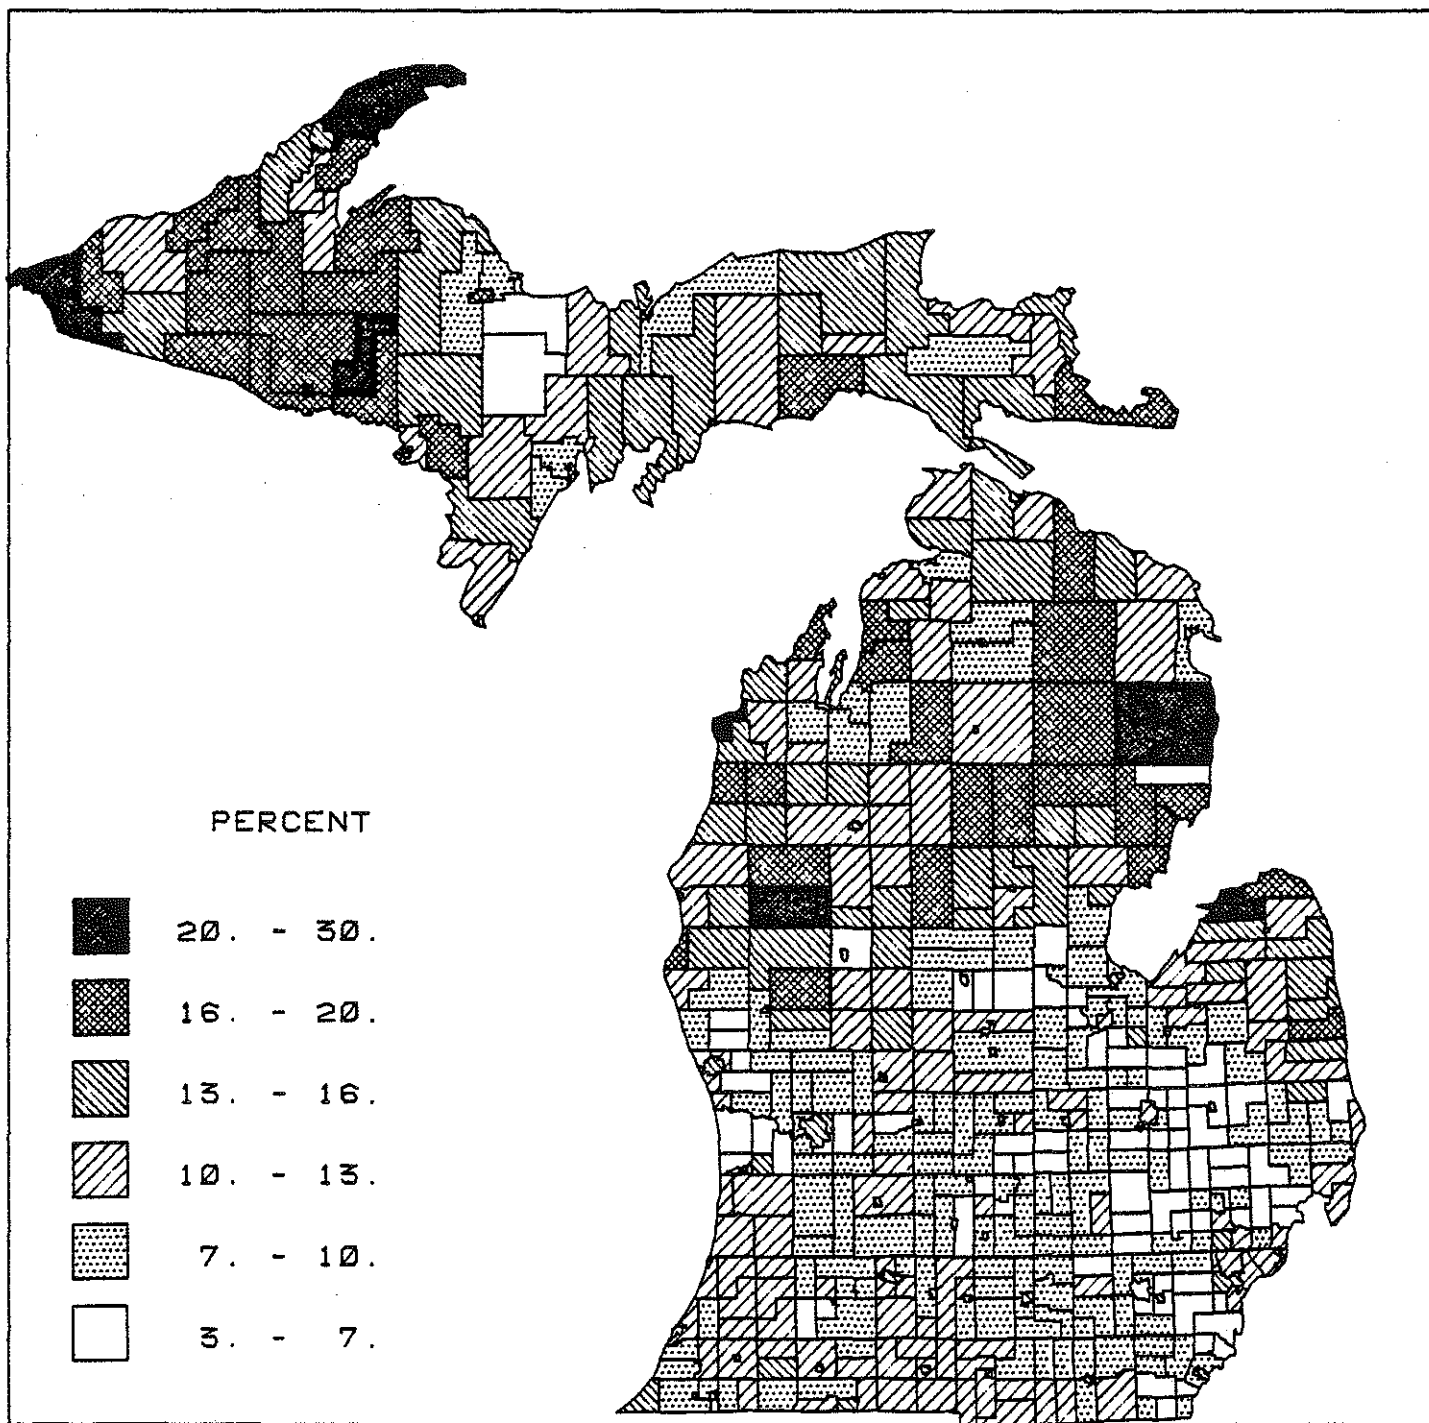 PERCENT
20. - 30.
16. - 20.
13. - 16.
10. - 13.
7. - 10.
3. - 7.